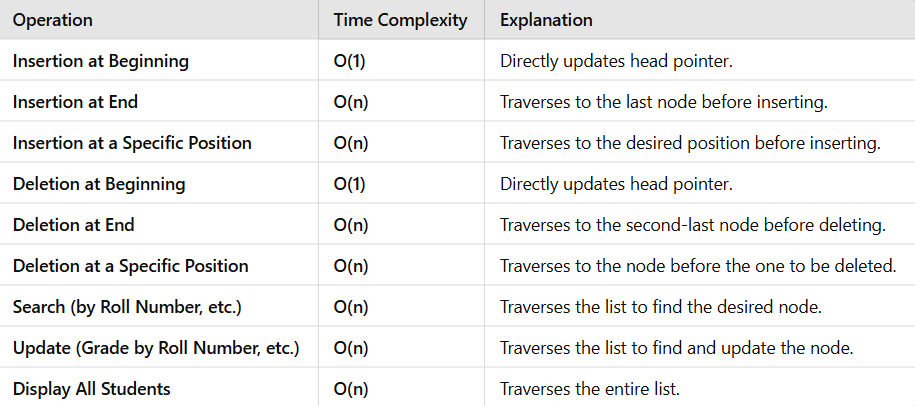 Operation Time Complexity Explanation
Insertion at Beginning O(1) Directly updates head pointer.
Insertion at End O(n) Traverses to the last node before inserting.
Insertion at a Specific Position O(n) Traverses to the desired position before inserting.
Deletion at Beginning O(1) Directly updates head pointer.
Deletion at End O(n) Traverses to the second-last node before deleting.
Deletion at a Specific Position O(n) Traverses to the node before the one to be deleted.
Search (by Roll Number, etc.) O(n) Traverses the list to find the desired node.
Update (Grade by Roll Number, etc.) O(n) Traverses the list to find and update the node.
Display All Students O(n) Traverses the entire list.